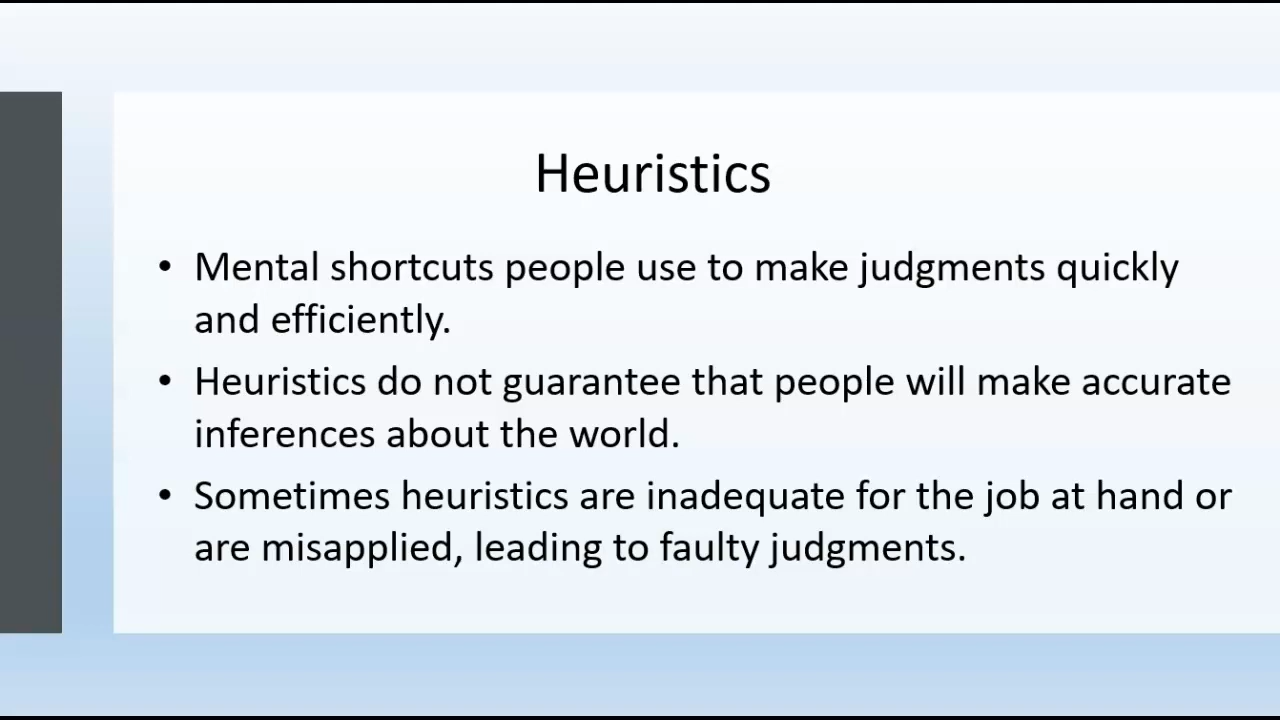 Heuristics
• Mental shortcuts people use to make judgments quickly
and efficiently.
• Heuristics do not guarantee that people will make accurate
inferences about the world.
• Sometimes heuristics are inadequate for the job at hand or
are misapplied, leading to faulty judgments.